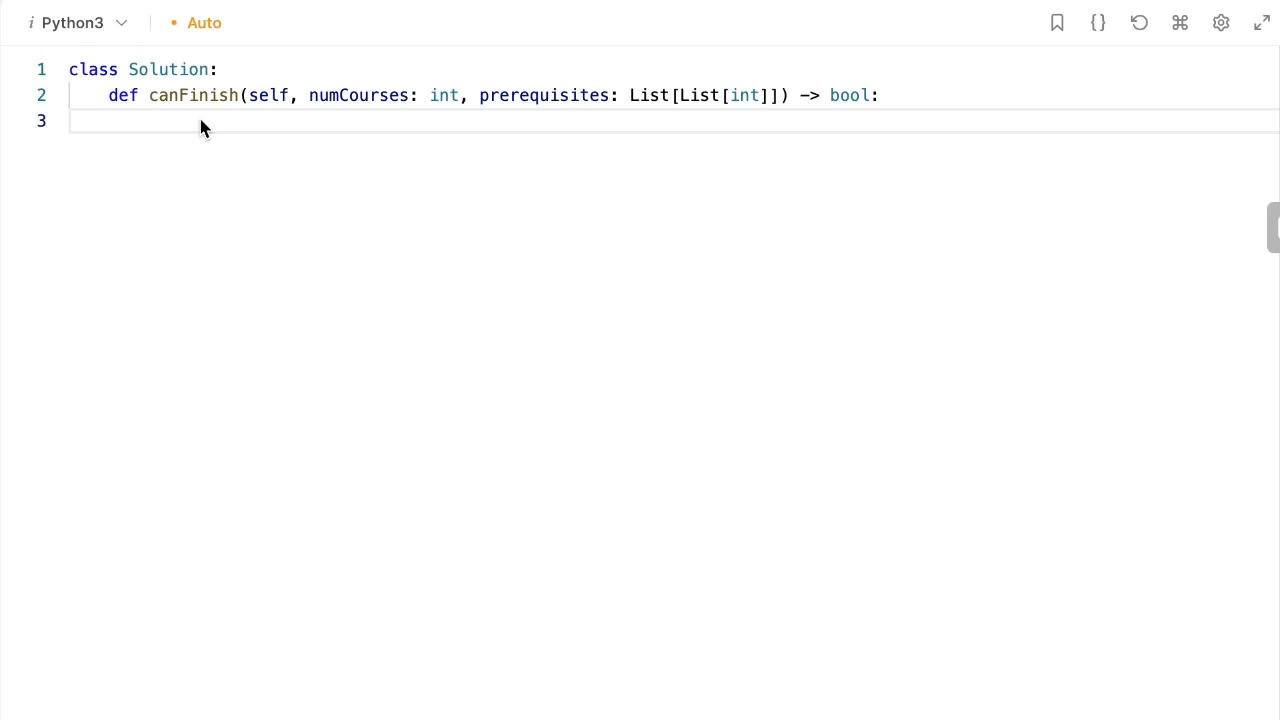 i Python3 • Auto
1 class Solution:
2 def canFinish(self, numCourses: int, prerequisites: List[List[int]]) -> bool:
3